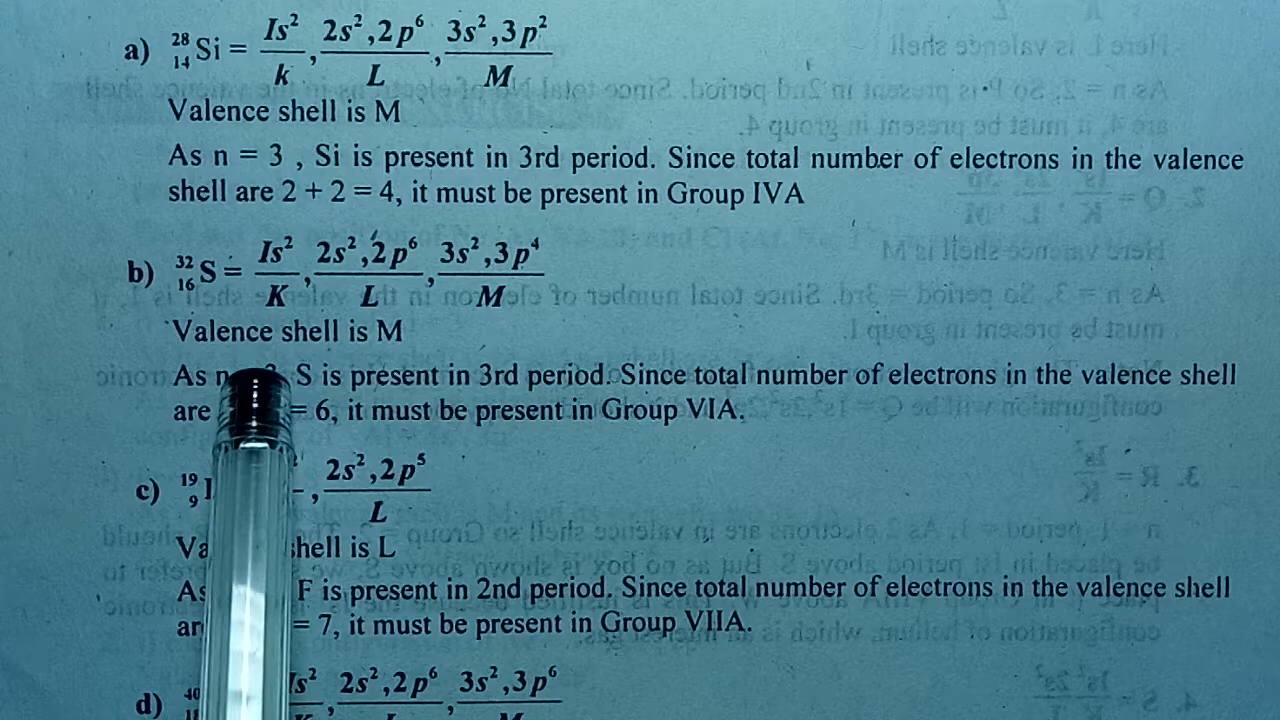 a) ²⁸₁₄Si = Is²/k , 2s²,2p⁶/L , 3s²,3p²/M
Valence shell is M
As n = 3 , Si is present in 3rd period. Since total number of electrons in the valence
shell are 2 + 2 = 4, it must be present in Group IVA
b) ³²₁₆S = Is²/K , 2s²,2p⁶/L , 3s²,3p⁴/M
Valence shell is M
As S is present in 3rd period. Since total number of electrons in the valence shell
are = 6, it must be present in Group VIA.
c) ¹⁹₉ , 2s²,2p⁵/L
shell is L
F is present in 2nd period. Since total number of electrons in the valence shell
= 7, it must be present in Group VIIA.
d) 40 Is² , 2s²,2p⁶/L , 3s²,3p⁶/M